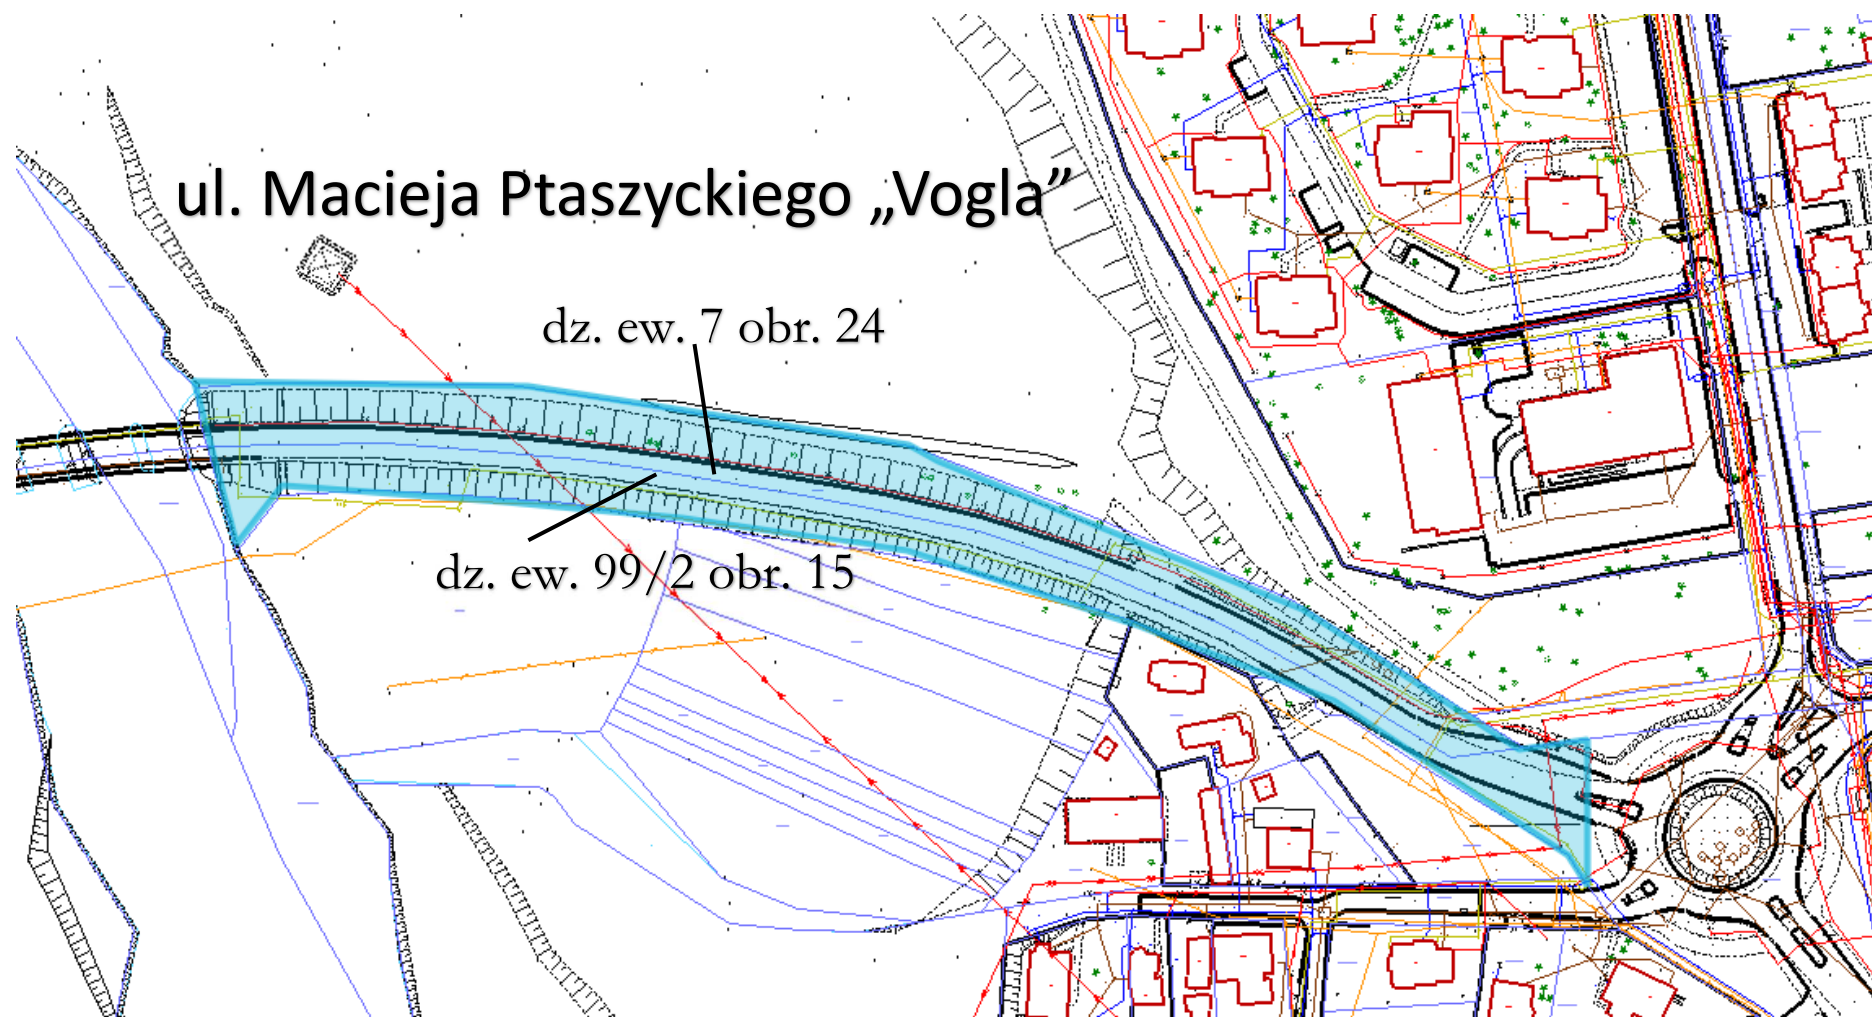 ul. Macieja Ptaszyckiego „Vogla”
dz. ew. 7 obr. 24
dz. ew. 99/2 obr. 15